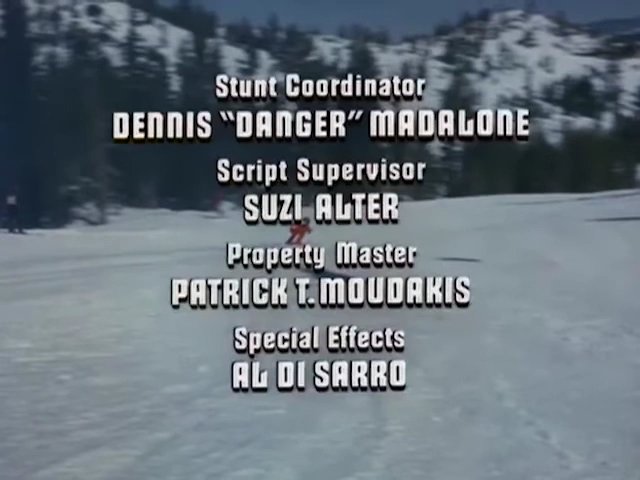 Stunt Coordinator
DENNIS "DANGER" MADALONE
Script Supervisor
SUZI ALTER
Property Master
PATRICK T. MOUDAKIS
Special Effects
AL DI SARRO